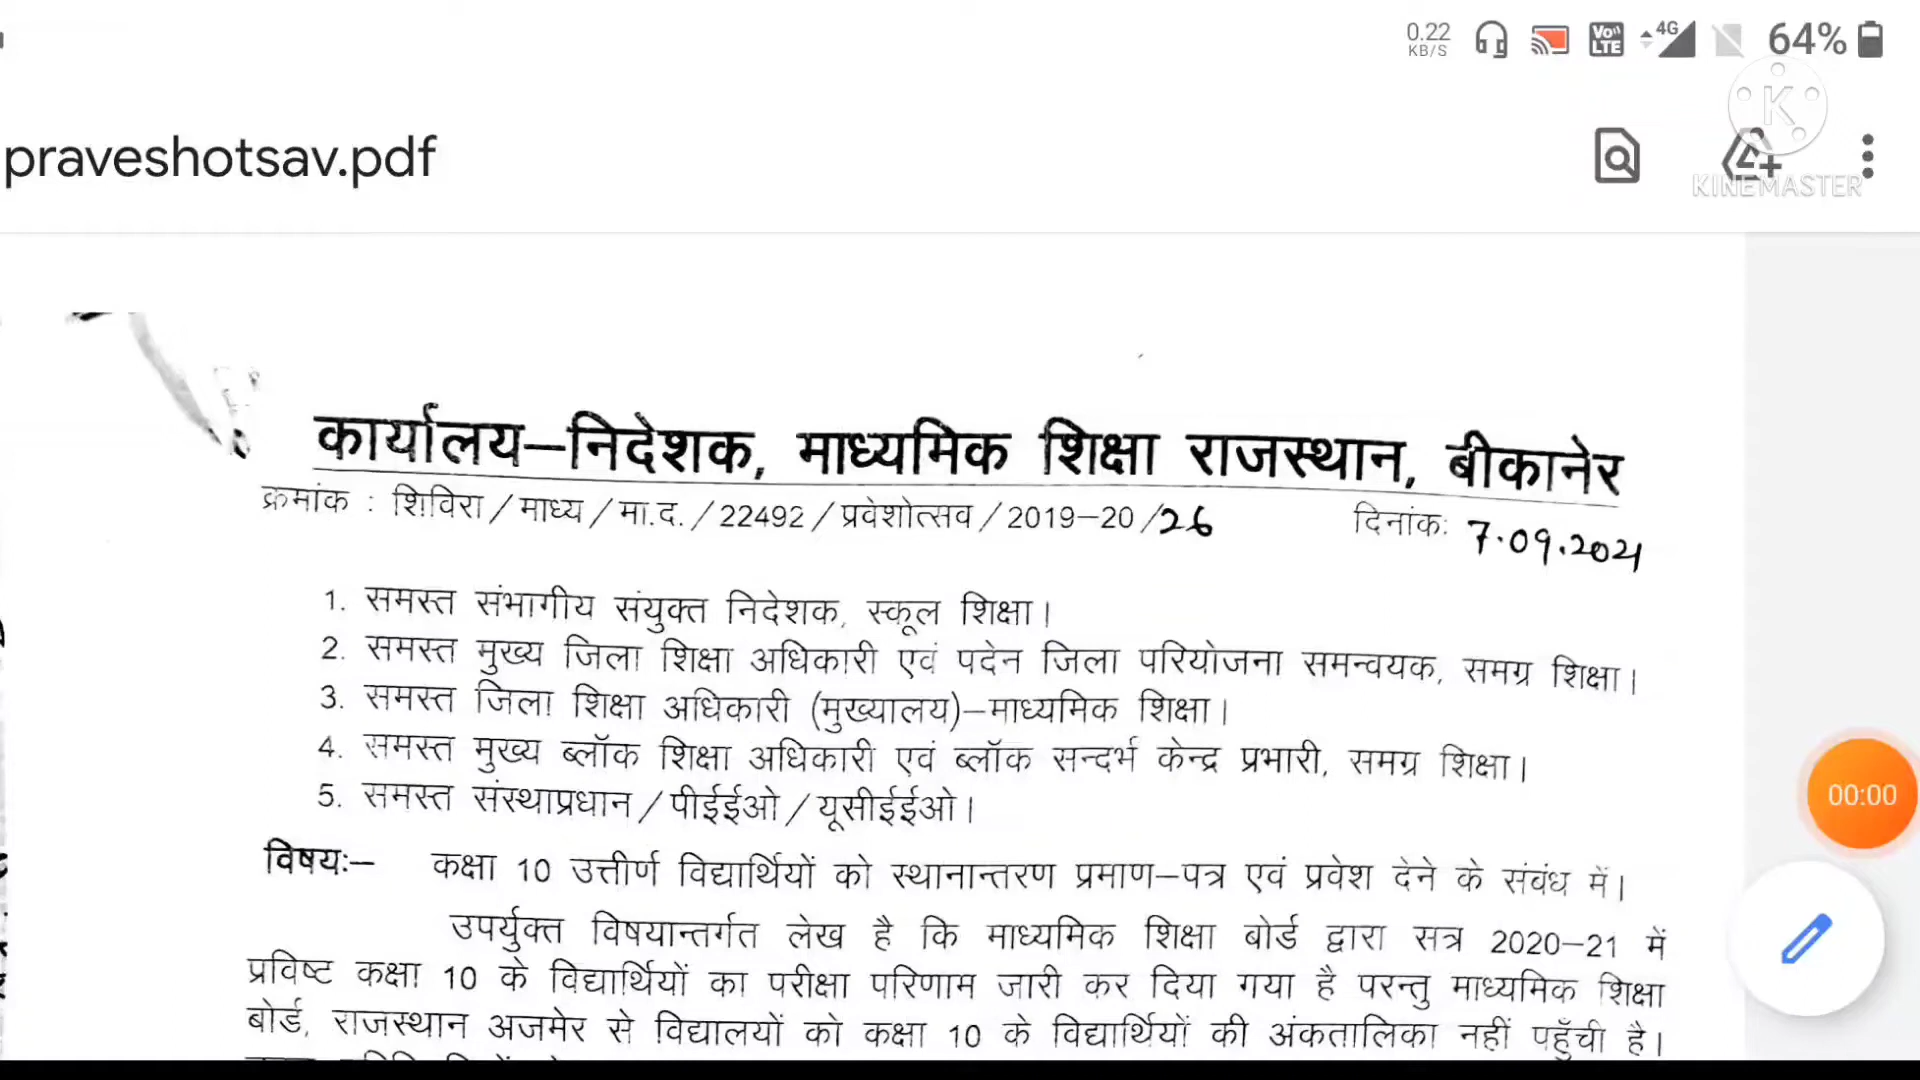 0.22 KB/S VoLTE 4G 64%
K
praveshotsav.pdf
KINEMASTER
कार्यालय–निदेशक, माध्यमिक शिक्षा राजस्थान, बीकानेर
क्रमांक : शिविरा/माध्य/मा.द./22492/प्रवेशोत्सव/2019–20/26 दिनांकः 7.09.2021
1. समस्त संभागीय संयुक्त निदेशक, स्कूल शिक्षा।
2. समस्त मुख्य जिला शिक्षा अधिकारी एवं पदेन जिला परियोजना समन्वयक, समग्र शिक्षा।
3. समस्त जिला शिक्षा अधिकारी (मुख्यालय)–माध्यमिक शिक्षा।
4. समस्त मुख्य ब्लॉक शिक्षा अधिकारी एवं ब्लॉक सन्दर्भ केन्द्र प्रभारी, समग्र शिक्षा।
5. समस्त संस्थाप्रधान/पीईईओ/यूसीईईओ।
00:00
विषयः– कक्षा 10 उत्तीर्ण विद्यार्थियों को स्थानान्तरण प्रमाण–पत्र एवं प्रवेश देने के संबंध में।
उपर्युक्त विषयान्तर्गत लेख है कि माध्यमिक शिक्षा बोर्ड द्वारा सत्र 2020–21 में
प्रविष्ट कक्षा 10 के विद्यार्थियों का परीक्षा परिणाम जारी कर दिया गया है परन्तु माध्यमिक शिक्षा
बोर्ड, राजस्थान अजमेर से विद्यालयों को कक्षा 10 के विद्यार्थियों की अंकतालिका नहीं पहुँची है।